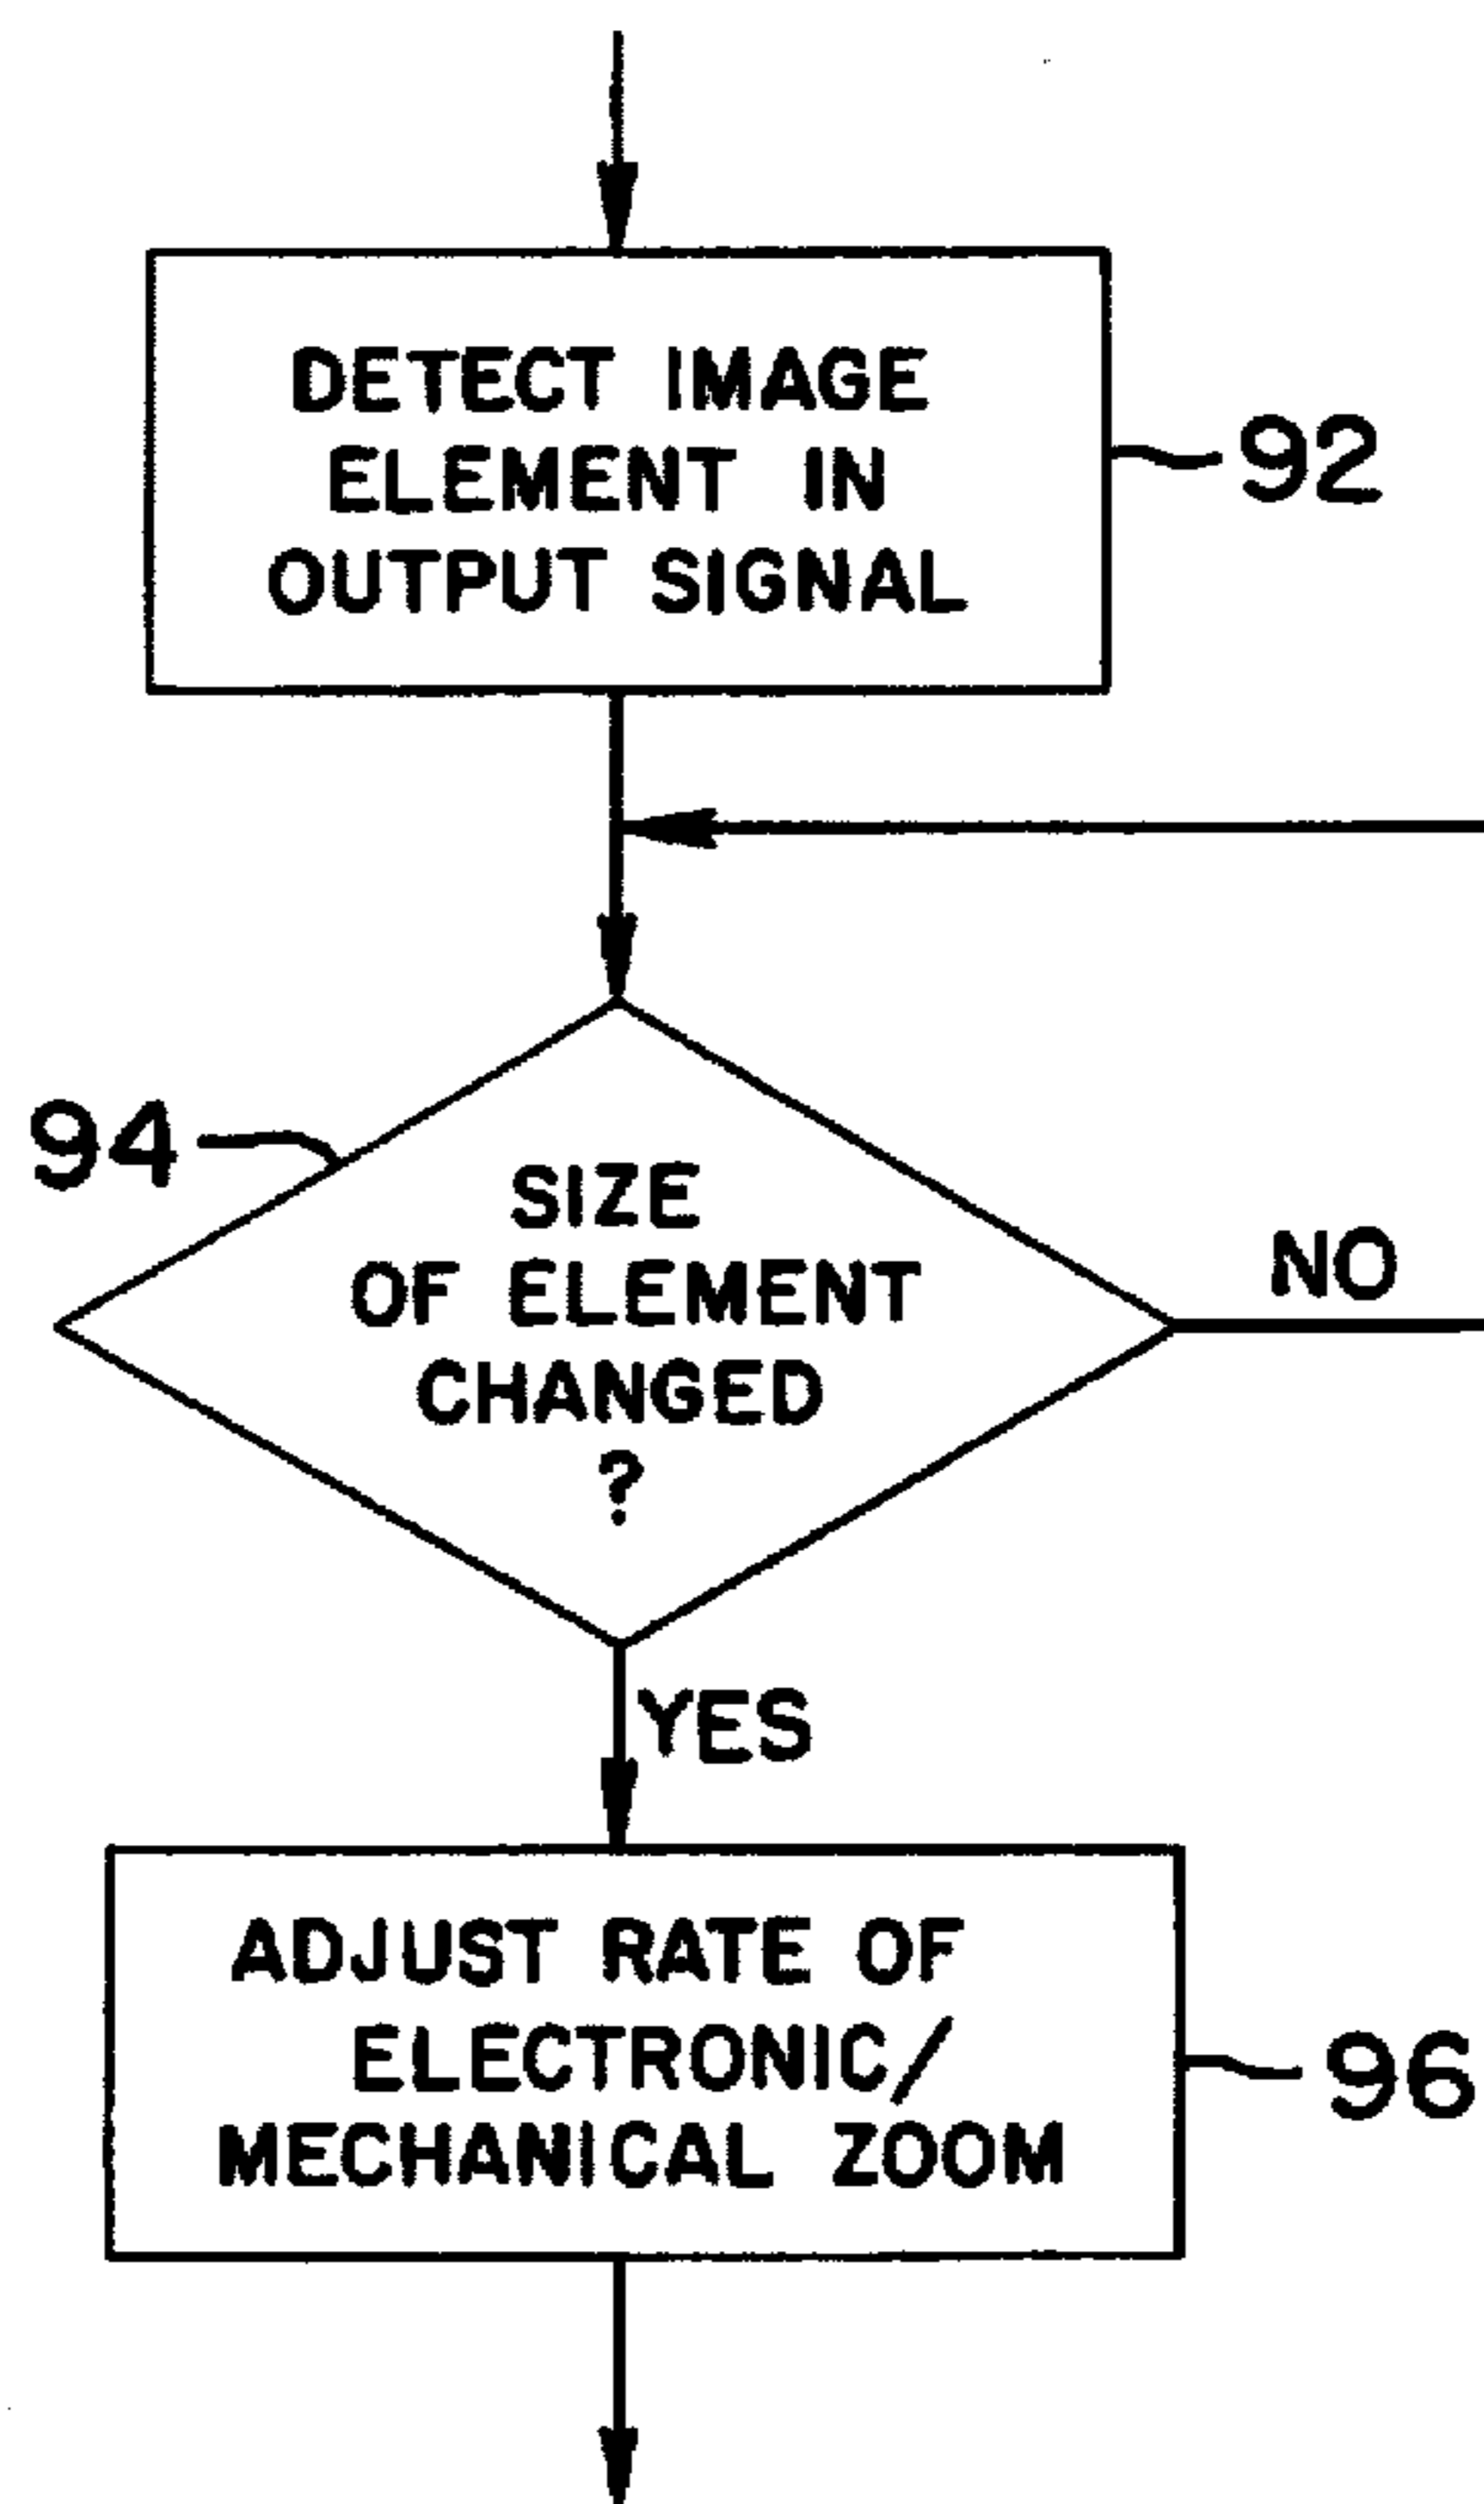 DETECT IMAGE
ELEMENT IN
OUTPUT SIGNAL
92
94
SIZE
OF ELEMENT
CHANGED
?
NO
YES
ADJUST RATE OF
ELECTRONIC/
MECHANICAL ZOOM
96